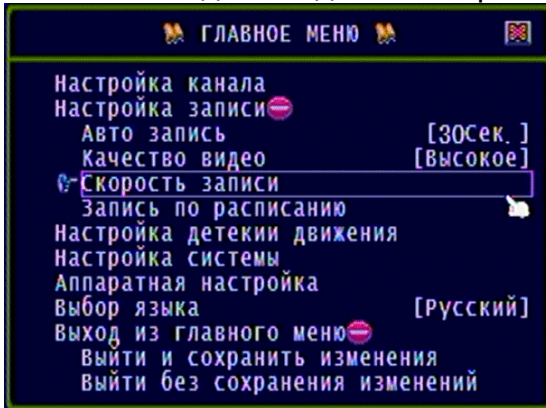 ГЛАВНОЕ МЕНЮ
Настройка канала
Настройка записи
Авто запись [30Сек.]
Качество видео [Высокое]
Скорость записи
Запись по расписанию
Настройка детекии движения
Настройка системы
Аппаратная настройка
Выбор языка [Русский]
Выход из главного меню
Выйти и сохранить изменения
Выйти без сохранения изменений